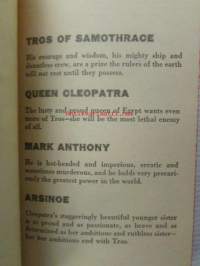 TROS OF SAMOTHRACE
His courage and wisdom, his mighty ship and
dauntless crew, are a prize the rulers of the earth
will not rest until they possess.
QUEEN CLEOPATRA
The lusty and proud queen of Egypt wants even
more of Tros—she will be the most lethal enemy
of all.
MARK ANTHONY
He is hot-headed and imperious, erratic and
sometimes murderous, and he holds very precari-
ously the greatest power in the world.
ARSINOE
Cleopatra's staggeringly beautiful younger sister
is as proud and as passionate, as brave and as
determined as her ambitions and ruthless sister—
her ambitions end with Tros.